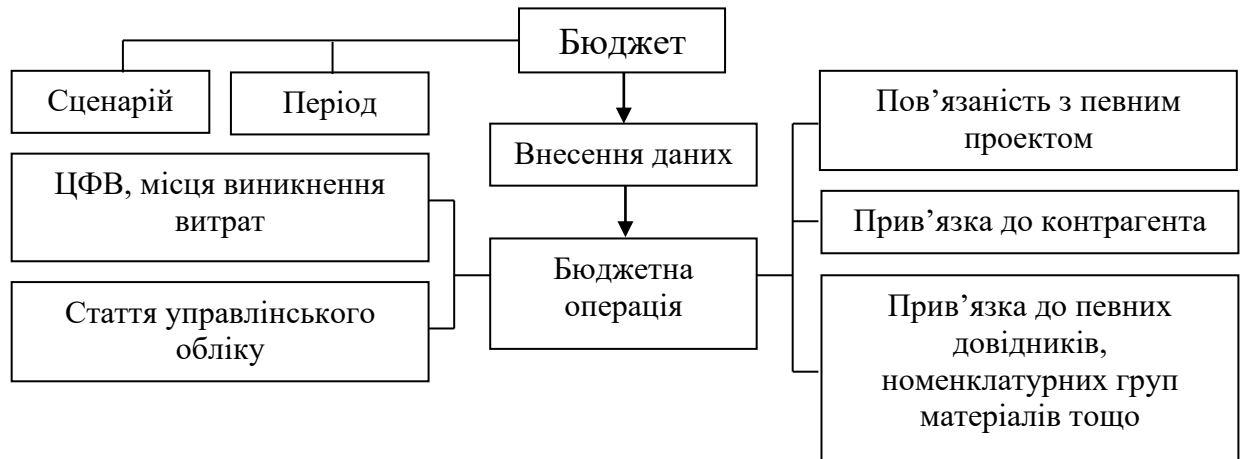 Бюджет
Сценарій
Період
Внесення даних
ЦФВ, місця виникнення
витрат
Стаття управлінського
обліку
Бюджетна
операція
Пов’язаність з певним
проектом
Прив’язка до контрагента
Прив’язка до певних
довідників,
номенклатурних груп
матеріалів тощо